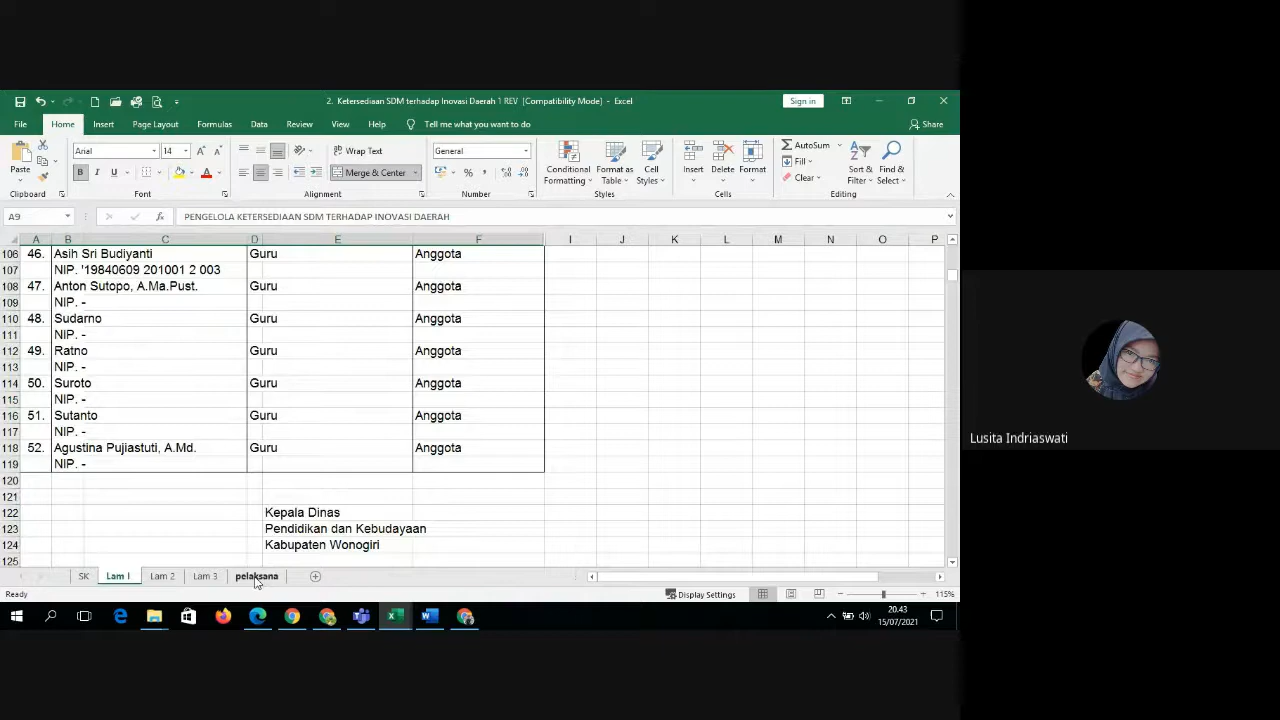 2. Ketersediaan SDM terhadap Inovasi Daerah 1 REV [Compatibility Mode] - Excel
Sign in
File Home Insert Page Layout Formulas Data Review View Help Tell me what you want to do Share
Paste
Clipboard
Arial 14
B I U
Font
Wrap Text
Merge & Center
Alignment
General
%
Number
Conditional Formatting
Format as Table
Cell Styles
Styles
Insert Delete Format
Cells
AutoSum
Fill
Clear
Sort & Filter
Find & Select
Editing
A9 fx PENGELOLA KETERSEDIAAN SDM TERHADAP INOVASI DAERAH
A B C D E F I J K L M N O P
106 46. Asih Sri Budiyanti Guru Anggota
107 NIP. '19840609 201001 2 003
108 47. Anton Sutopo, A.Ma.Pust. Guru Anggota
109 NIP. -
110 48. Sudarno Guru Anggota
111 NIP. -
112 49. Ratno Guru Anggota
113 NIP. -
114 50. Suroto Guru Anggota
115 NIP. -
116 51. Sutanto Guru Anggota
117 NIP. -
118 52. Agustina Pujiastuti, A.Md. Guru Anggota
119 NIP. -
120
121
122 Kepala Dinas
123 Pendidikan dan Kebudayaan
124 Kabupaten Wonogiri
125
SK Lam I Lam 2 Lam 3 pelaksana
Ready Display Settings 115%
20.43
15/07/2021
Lusita Indriaswati